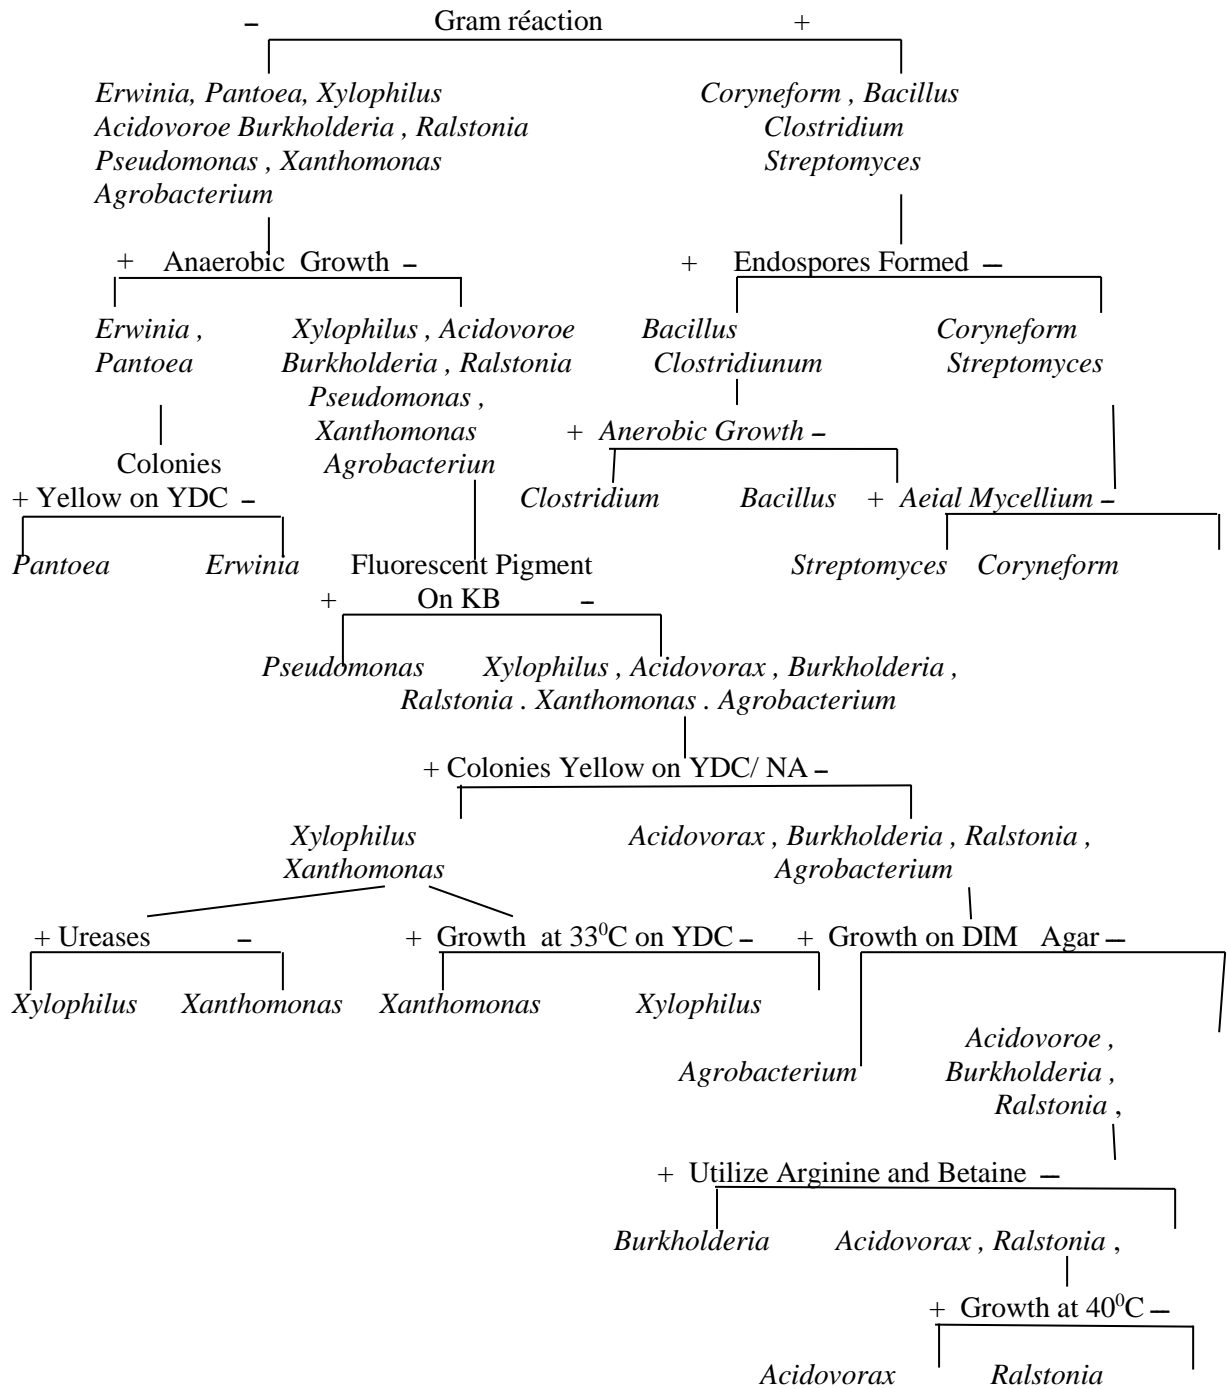 – Gram réaction +
Erwinia, Pantoea, Xylophilus Coryneform , Bacillus
Acidovoroe Burkholderia , Ralstonia Clostridium
Pseudomonas , Xanthomonas Streptomyces
Agrobacterium
+ Anaerobic Growth – + Endospores Formed –
Erwinia , Xylophilus , Acidovoroe Bacillus Coryneform
Pantoea Burkholderia , Ralstonia Clostridiunum Streptomyces
Pseudomonas ,
Xanthomonas + Anerobic Growth –
Colonies Agrobacteriun
+ Yellow on YDC – Clostridium Bacillus + Aeial Mycellium –
Pantoea Erwinia Fluorescent Pigment Streptomyces Coryneform
+ On KB –
Pseudomonas Xylophilus , Acidovorax , Burkholderia ,
Ralstonia . Xanthomonas . Agrobacterium
+ Colonies Yellow on YDC/ NA –
Xylophilus Acidovorax , Burkholderia , Ralstonia ,
Xanthomonas Agrobacterium
+ Ureases – + Growth at 33⁰C on YDC – + Growth on DIM Agar –
Xylophilus Xanthomonas Xanthomonas Xylophilus
Acidovoroe ,
Agrobacterium Burkholderia ,
Ralstonia ,
+ Utilize Arginine and Betaine –
Burkholderia Acidovorax , Ralstonia ,
+ Growth at 40⁰C –
Acidovorax Ralstonia